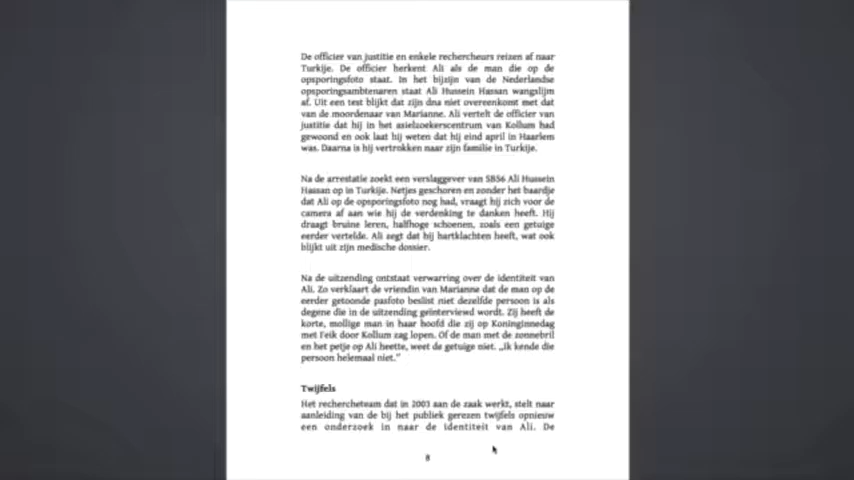 De officier van justitie en enkele rechercheurs reizen af naar
Turkije. De officier herkent Ali als de man die op de
opsporingsfoto staat. In het bijzijn van de Nederlandse
opsporingsambtenaren staat Ali Hussein Hassan wangslijm
af. Uit een test blijkt dat zijn dna niet overeenkomt met dat
van de moordenaar van Marianne. Ali vertelt de officier van
justitie dat hij in het asielzoekerscentrum van Kollum had
gewoond en ook laat hij weten dat hij eind april in Haarlem
was. Daarna is hij vertrokken naar zijn familie in Turkije.
Na de arrestatie zoekt een verslaggever van SBS6 Ali Hussein
Hassan op in Turkije. Netjes geschoren en zonder het baardje
dat Ali op de opsporingsfoto nog had, vraagt hij zich voor de
camera af aan wie hij de verdenking te danken heeft. Hij
draagt bruine leren, halfhoge schoenen, zoals een getuige
eerder vertelde. Ali zegt dat hij hartklachten heeft, wat ook
blijkt uit zijn medische dossier.
Na de uitzending ontstaat verwarring over de identiteit van
Ali. Zo verklaart de vriendin van Marianne dat de man op de
eerder getoonde pasfoto beslist niet dezelfde persoon is als
degene die in de uitzending geïnterviewd wordt. Zij heeft de
korte, mollige man in haar hoofd die zij op Koninginnedag
met Feik door Kollum zag lopen. Of de man met de zonnebril
en het petje op Ali heette, weet de getuige niet. „Ik kende die
persoon helemaal niet.”
Twijfels
Het rechercheteam dat in 2003 aan de zaak werkt, stelt naar
aanleiding van de bij het publiek gerezen twijfels opnieuw
een onderzoek in naar de identiteit van Ali. De
8